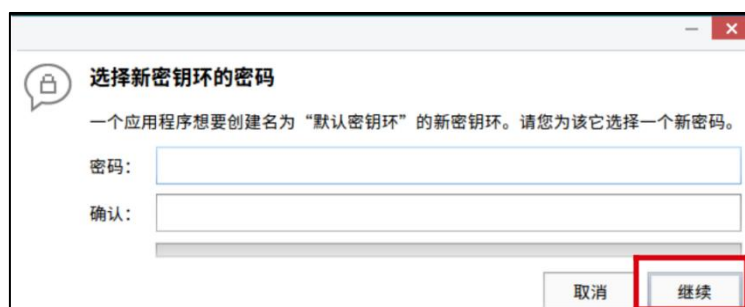 选择新密钥环的密码
一个应用程序想要创建名为“默认密钥环”的新密钥环。请您为该它选择一个新密码。
密码：
确认：
取消 继续